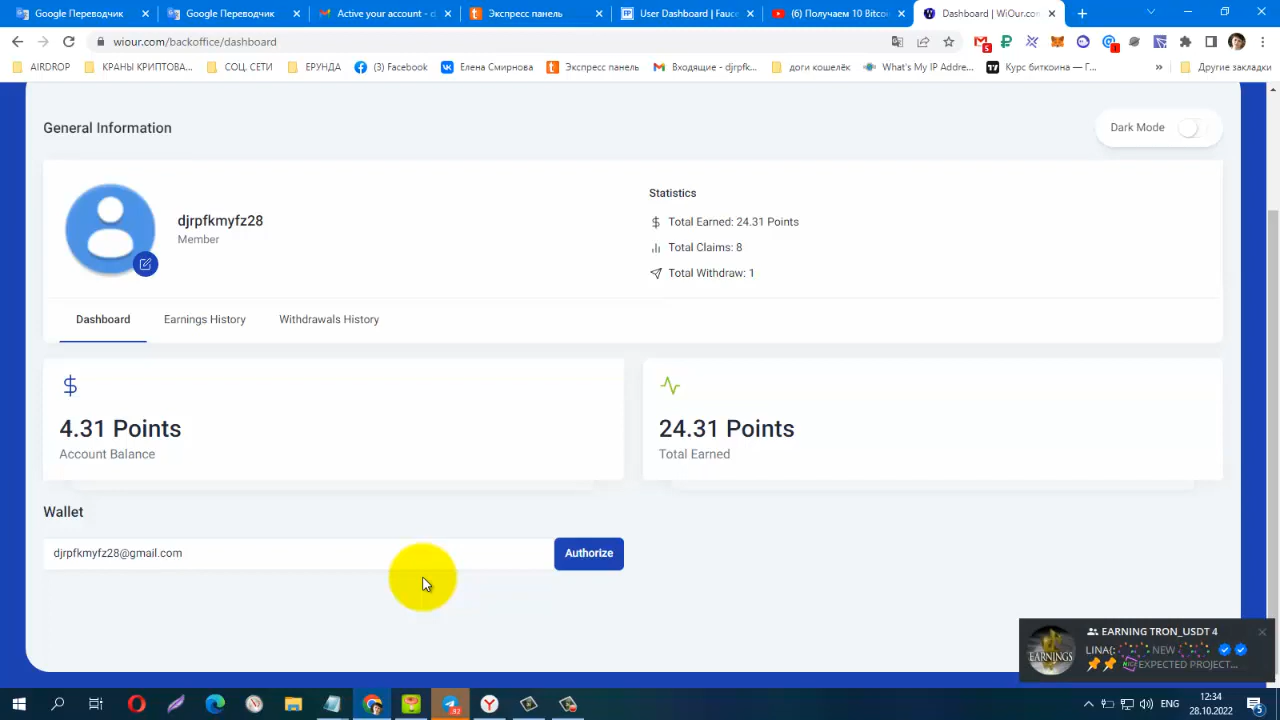 Google Переводчик
Google Переводчик
Active your account - cl
Экспресс панель
User Dashboard | Fauce
(6) Получаем 10 Bitco
Dashboard | WiOur.com
wiour.com/backoffice/dashboard
AIRDROP
КРАНЫ КРИПТОВА...
СОЦ. СЕТИ
ЕРУНДА
(3) Facebook
Елена Смирнова
Экспресс панель
Входящие - djrpfk...
доги кошелёк
What's My IP Addre...
Курс биткоина — Г...
»
Другие закладки
General Information
Dark Mode
djrpfkmyfz28
Member
Statistics
Total Earned: 24.31 Points
Total Claims: 8
Total Withdraw: 1
Dashboard
Earnings History
Withdrawals History
4.31 Points
Account Balance
24.31 Points
Total Earned
Wallet
djrpfkmyfz28@gmail.com
Authorize
EARNINGS
EARNING TRON_USDT 4
LINA(: NEW
EXPECTED PROJECT...
ENG
12:34
28.10.2022